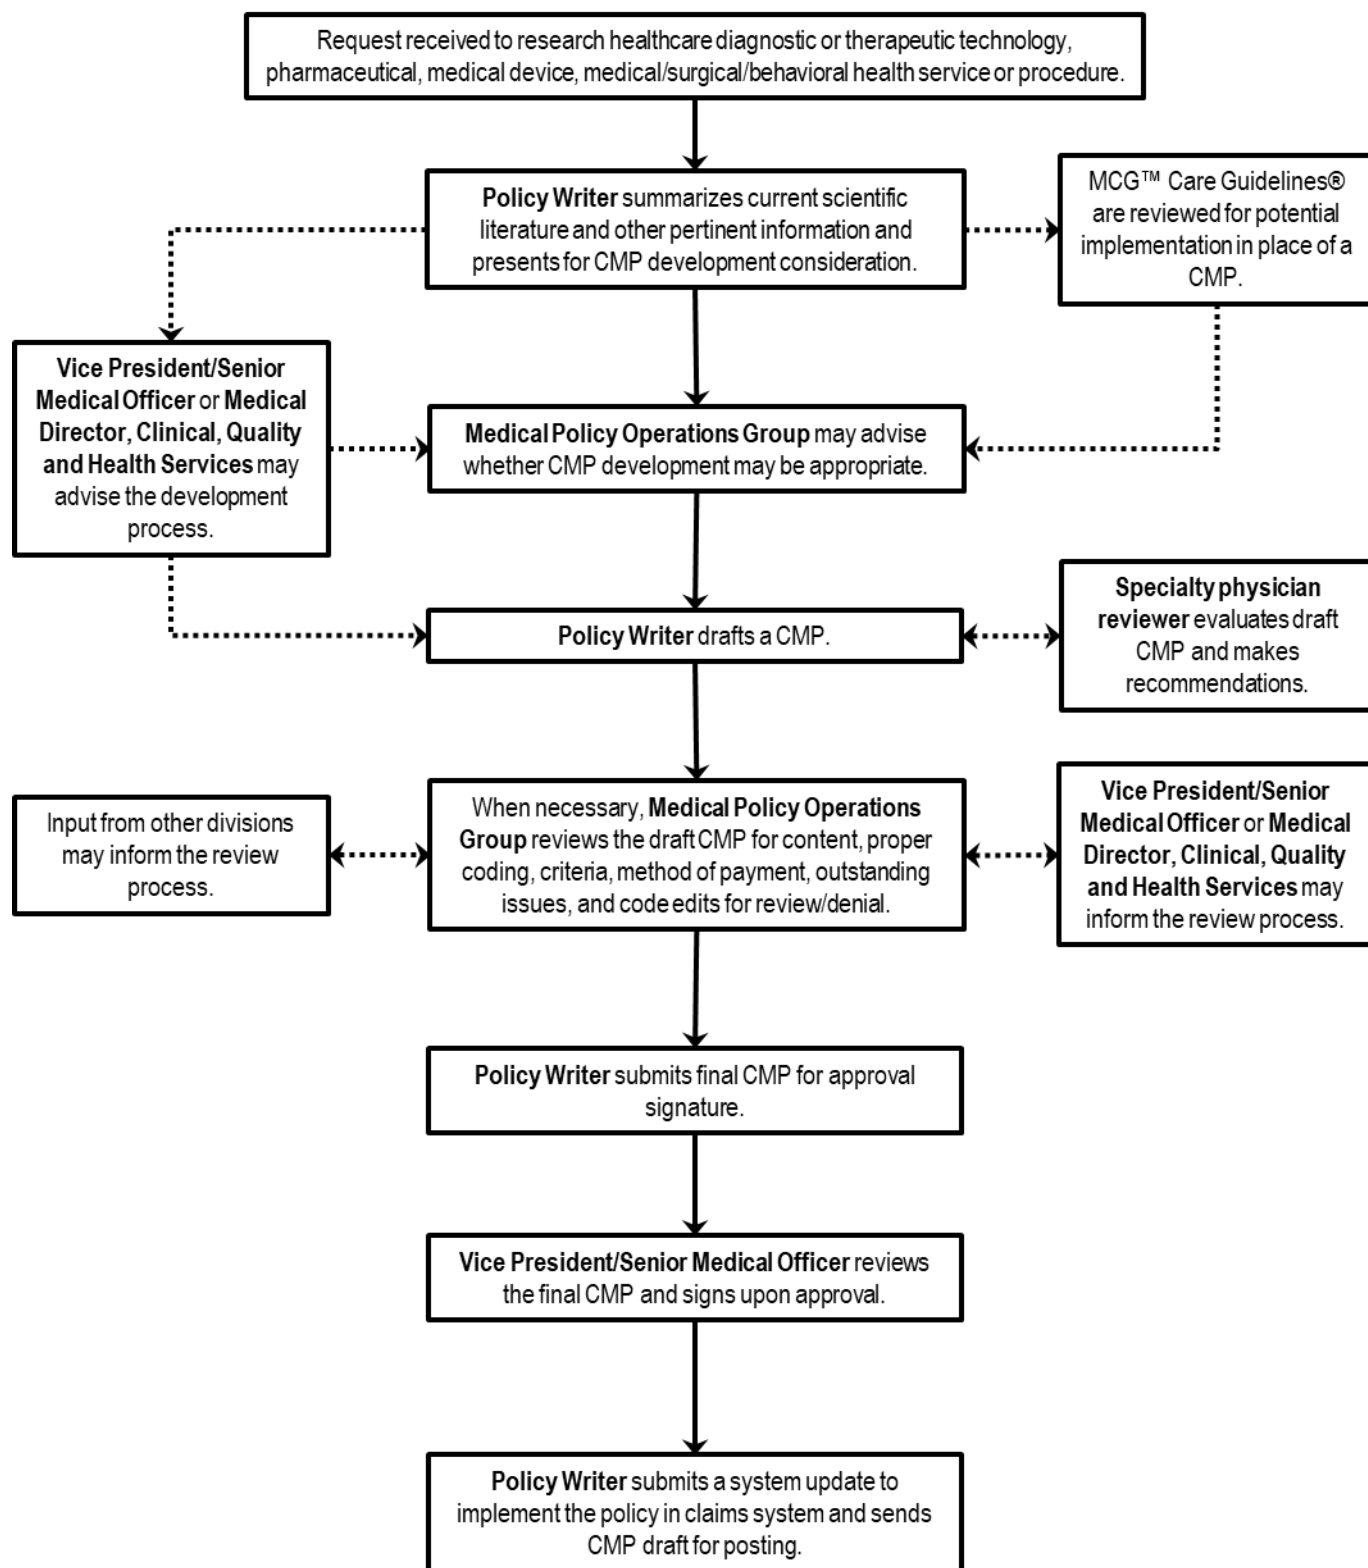 Request received to research healthcare diagnostic or therapeutic technology,
pharmaceutical, medical device, medical/surgical/behavioral health service or procedure.
Policy Writer summarizes current scientific
literature and other pertinent information and
presents for CMP development consideration.
MCG™ Care Guidelines®
are reviewed for potential
implementation in place of a
CMP.
Vice President/Senior
Medical Officer or Medical
Director, Clinical, Quality
and Health Services may
advise the development
process.
Medical Policy Operations Group may advise
whether CMP development may be appropriate.
Policy Writer drafts a CMP.
Specialty physician
reviewer evaluates draft
CMP and makes
recommendations.
Input from other divisions
may inform the review
process.
When necessary, Medical Policy Operations
Group reviews the draft CMP for content, proper
coding, criteria, method of payment, outstanding
issues, and code edits for review/denial.
Vice President/Senior
Medical Officer or Medical
Director, Clinical, Quality
and Health Services may
inform the review process.
Policy Writer submits final CMP for approval
signature.
Vice President/Senior Medical Officer reviews
the final CMP and signs upon approval.
Policy Writer submits a system update to
implement the policy in claims system and sends
CMP draft for posting.